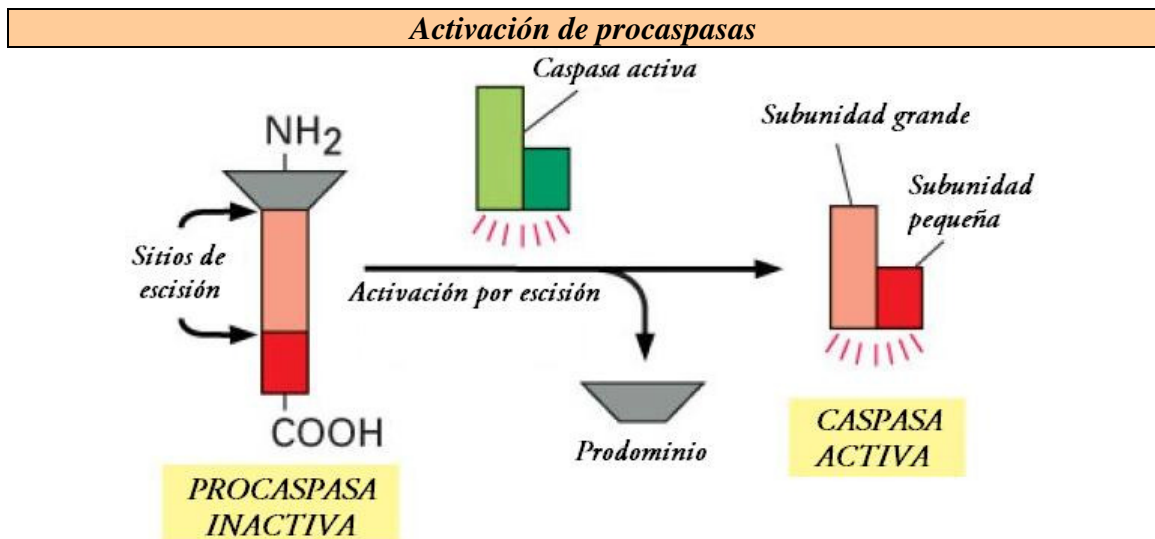 Activación de procaspasas
Caspasa activa
NH2
Subunidad grande
Subunidad
pequeña
Sitios de
escisión
Activación por escisión
COOH
Prodominio
CASPASA
ACTIVA
PROCASPASA
INACTIVA